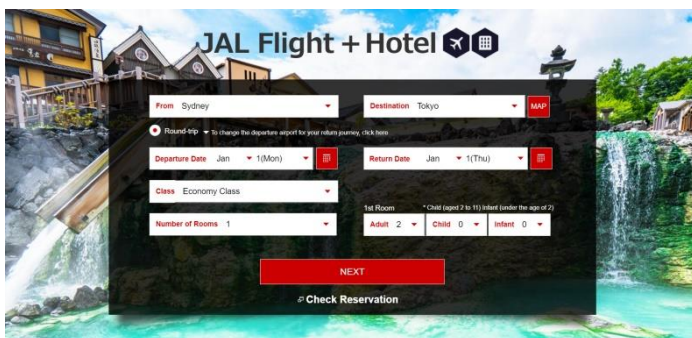 JAL Flight + Hotel
From Sydney
Destination Tokyo
MAP
Round-trip To change the departure airport for your return journey, click here
Departure Date Jan 1(Mon)
Return Date Jan 1(Thu)
Class Economy Class
1st Room * Child (aged 2 to 11) Infant (under the age of 2)
Number of Rooms 1
Adult 2 Child 0 Infant 0
NEXT
Check Reservation